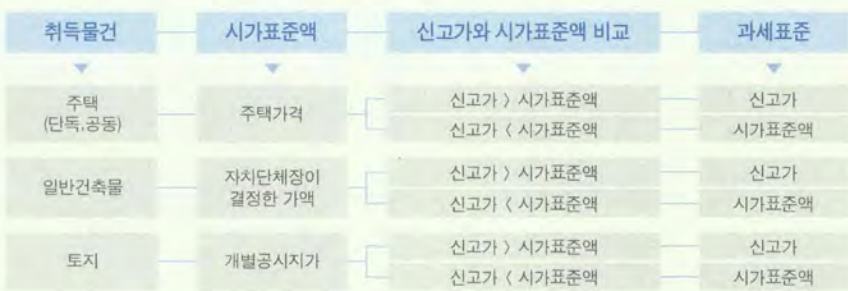 취득물건 시가표준액 신고가와 시가표준액 비교 과세표준
주택
(단독,공동)
주택가격
신고가 > 시가표준액 신고가
신고가 < 시가표준액 시가표준액
일반건축물
자치단체장이
결정한 가액
신고가 > 시가표준액 신고가
신고가 < 시가표준액 시가표준액
토지
개별공시지가
신고가 > 시가표준액 신고가
신고가 < 시가표준액 시가표준액